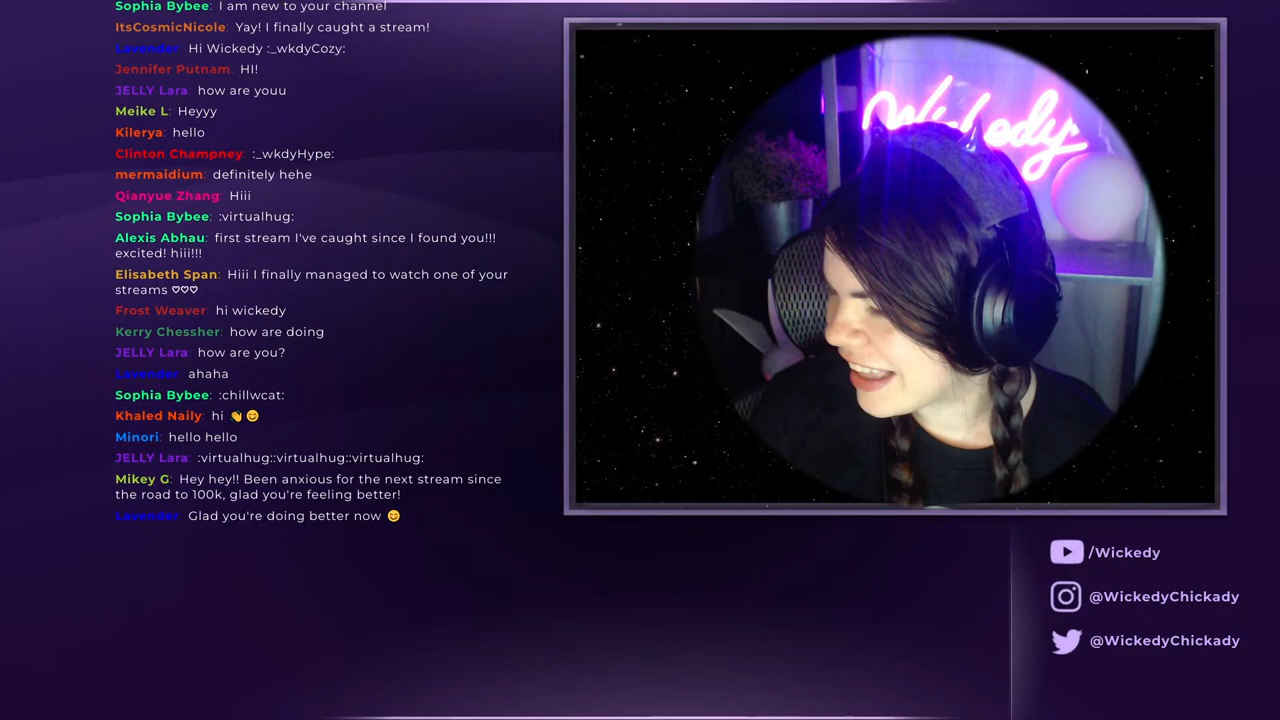 Sophia Bybee: I am new to your channel
ItsCosmicNicole: Yay! I finally caught a stream!
Lavender: Hi Wickedy :_wkdyCozy:
Jennifer Putnam: HI!
JELLY Lara: how are youu
Meike L: Heyyy
Kilerya: hello
Clinton Champney: :_wkdyHype:
mermaidium: definitely hehe
Qianyue Zhang: Hiii
Sophia Bybee: :virtualhug:
Alexis Abhau: first stream I've caught since I found you!!!
excited! hiii!!!
Elisabeth Span: Hiii I finally managed to watch one of your
streams ♡♡♡
Frost Weaver: hi wickedy
Kerry Chessher: how are doing
JELLY Lara: how are you?
Lavender: ahaha
Sophia Bybee: :chillwcat:
Khaled Naily: hi 👋 😊
Minori: hello hello
JELLY Lara: :virtualhug::virtualhug::virtualhug:
Mikey G: Hey hey!! Been anxious for the next stream since
the road to 100k, glad you're feeling better!
Lavender: Glad you're doing better now 😊
Wickedy
/Wickedy
@WickedyChickady
@WickedyChickady